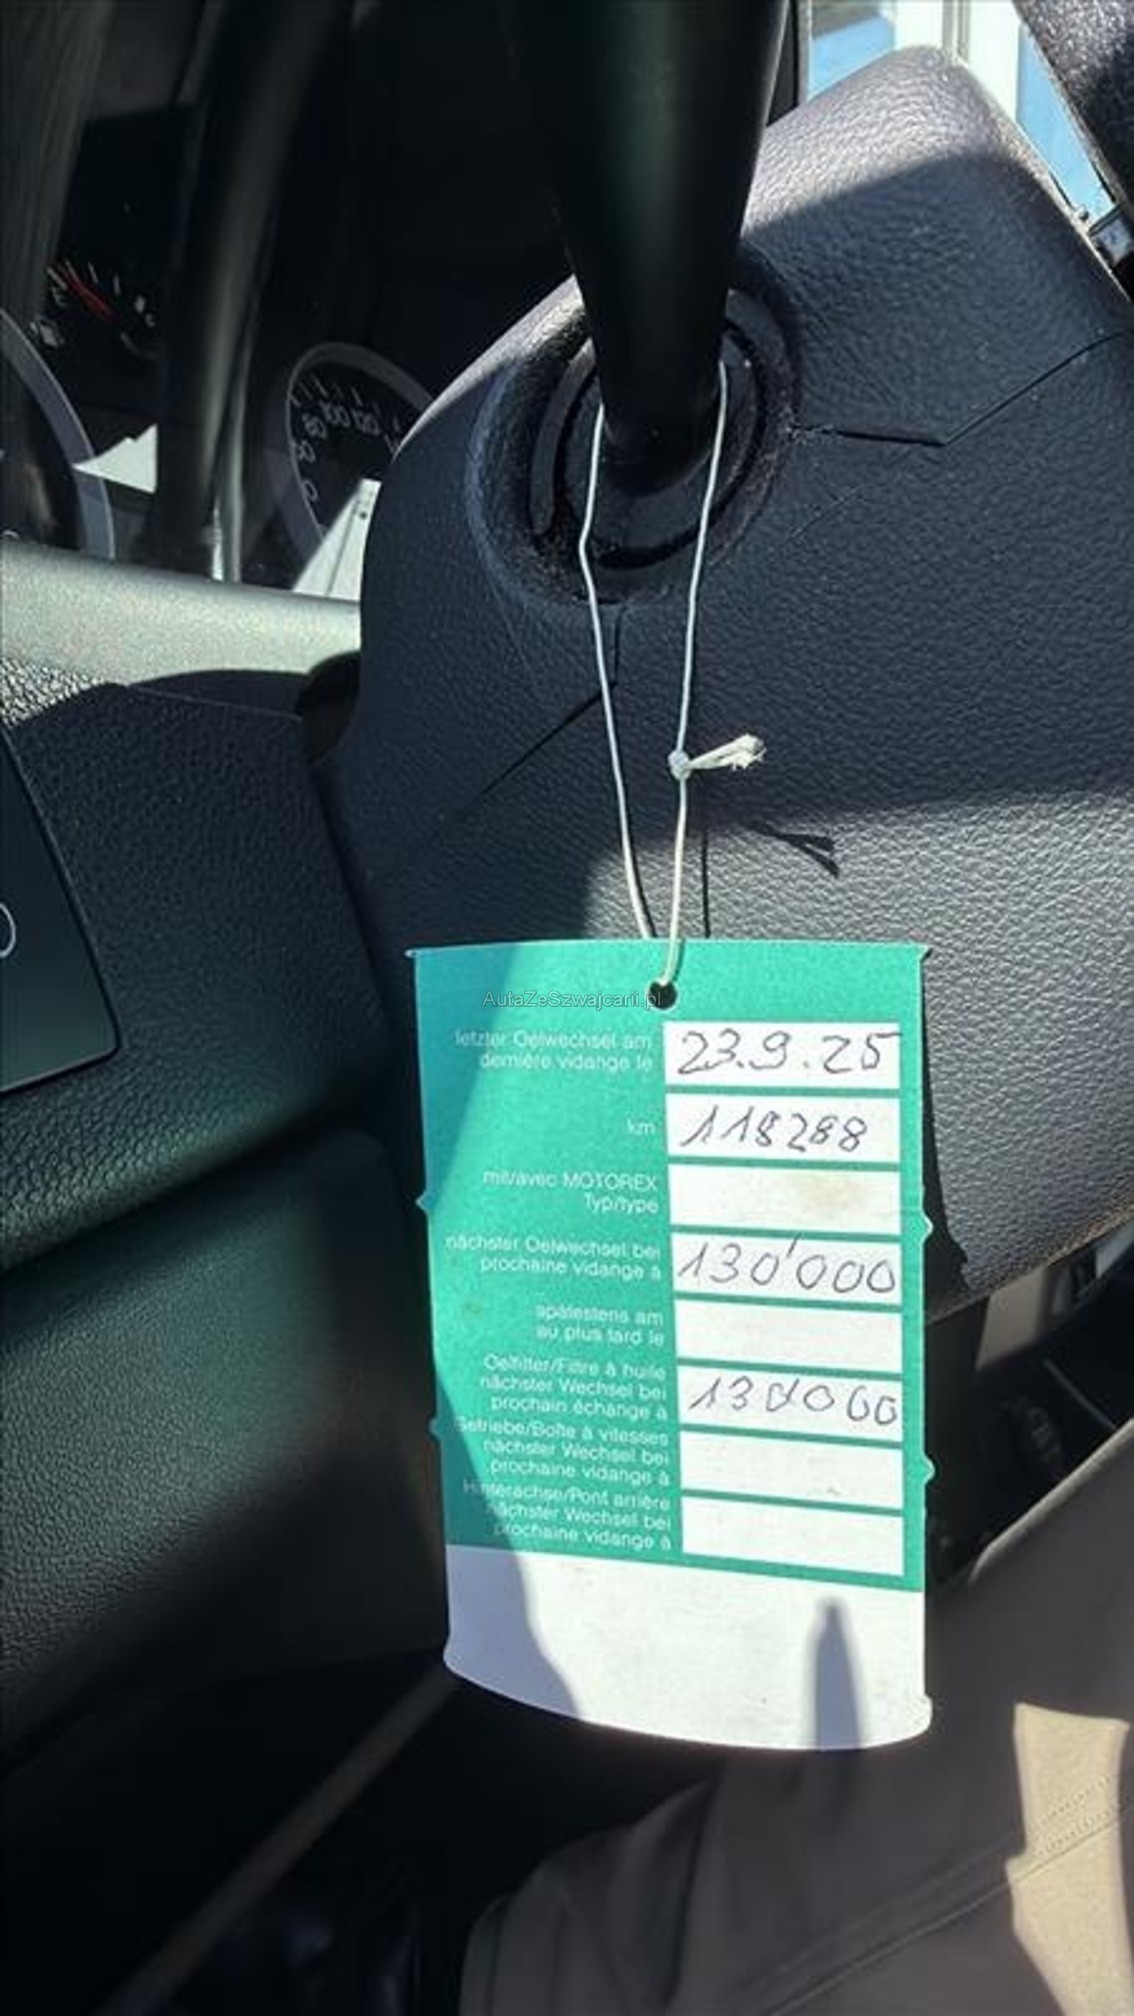 AutaZeSzwajcarii.pl
letzter Oelwechsel am
dernière vidange le
23.9.25
km
118288
mit/avec MOTOREX
Typ/type
nächster Oelwechsel bei
prochaine vidange à
130'000
spätestens am
au plus tard le
Oelfilter/Filtre à huile
nächster Wechsel bei
prochain échange à
130'000
Getriebe/Boîte à vitesses
nächster Wechsel bei
prochaine vidange à
Hinterachse/Pont arrière
nächster Wechsel bei
prochaine vidange à